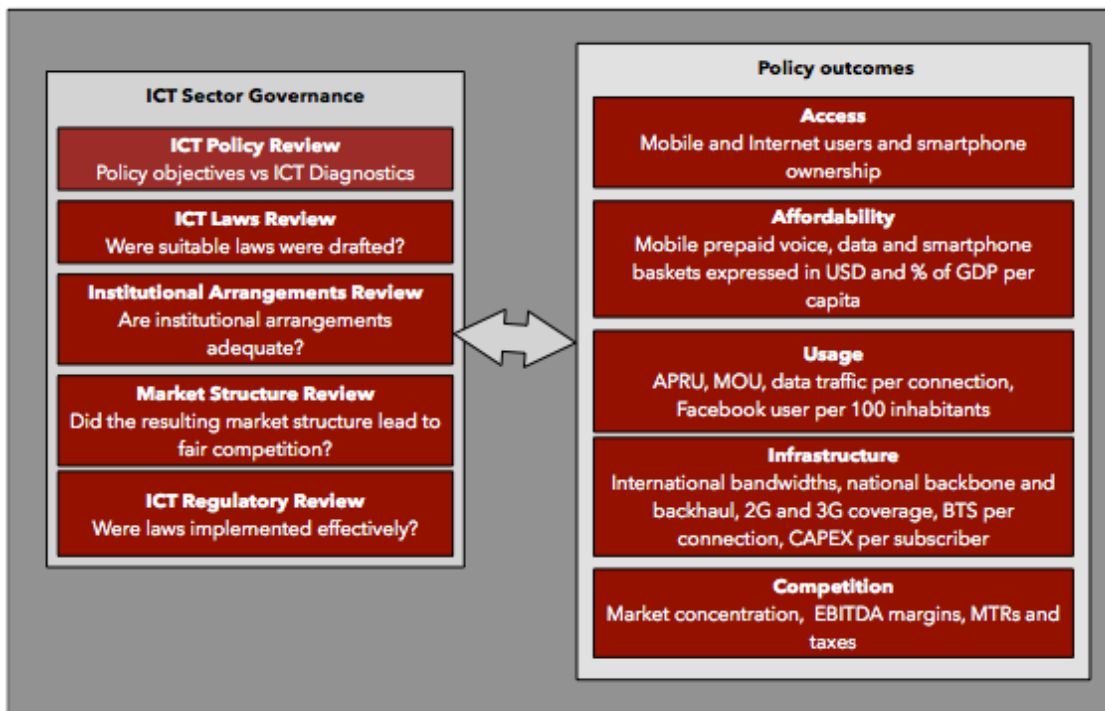 ICT Sector Governance
ICT Policy Review
Policy objectives vs ICT Diagnostics
ICT Laws Review
Were suitable laws were drafted?
Institutional Arrangements Review
Are institutional arrangements
adequate?
Market Structure Review
Did the resulting market structure lead to
fair competition?
ICT Regulatory Review
Were laws implemented effectively?
Policy outcomes
Access
Mobile and Internet users and smartphone
ownership
Affordability
Mobile prepaid voice, data and smartphone
baskets expressed in USD and % of GDP per
capita
Usage
APRU, MOU, data traffic per connection,
Facebook user per 100 inhabitants
Infrastructure
International bandwidths, national backbone and
backhaul, 2G and 3G coverage, BTS per
connection, CAPEX per subscriber
Competition
Market concentration, EBITDA margins, MTRs and
taxes